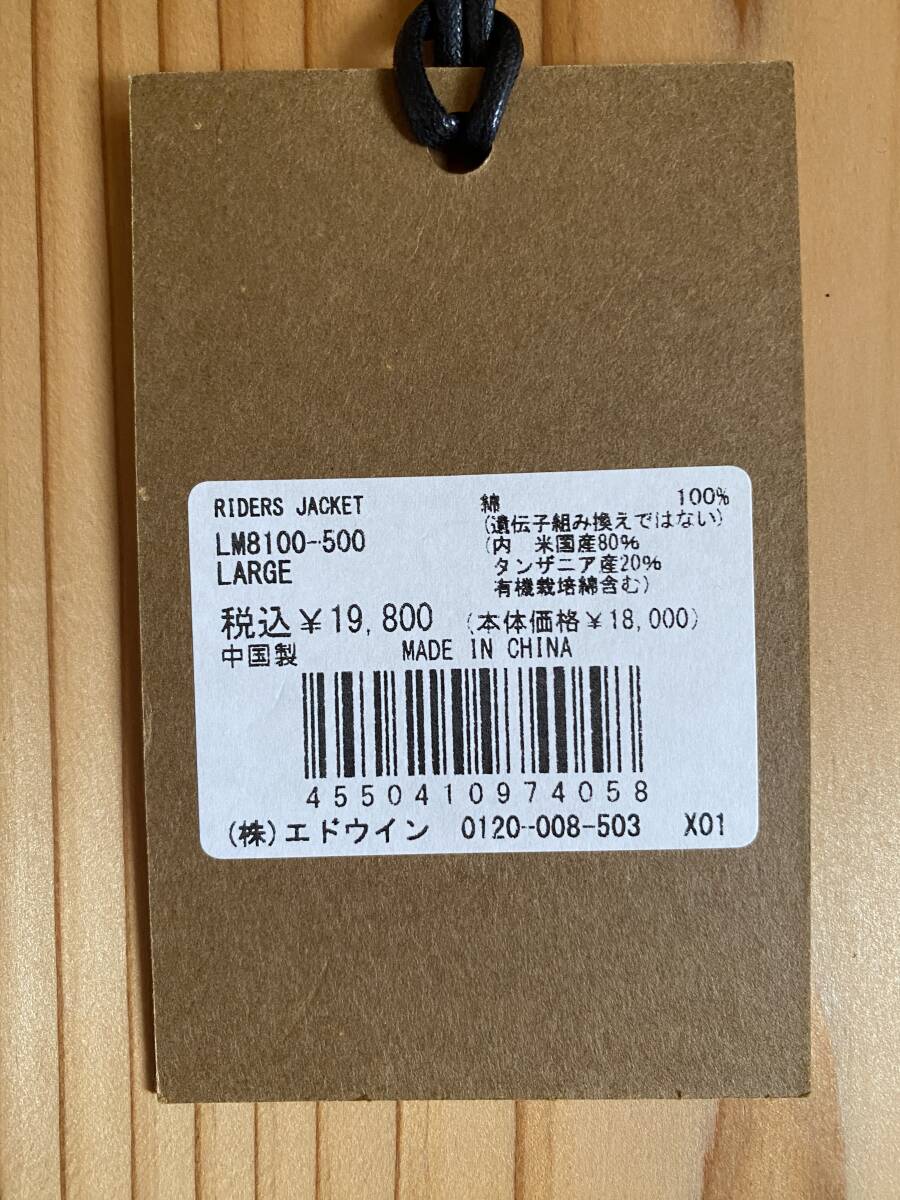 RIDERS JACKET
LM8100-500
LARGE
綿 100%
(遺伝子組み換えではない)
(内 米国産80%
タンザニア産20%
有機栽培綿含む)
税込¥19,800 (本体価格¥18,000)
中国製 MADE IN CHINA
4550410974058
(株)エドウイン 0120-008-503 X01